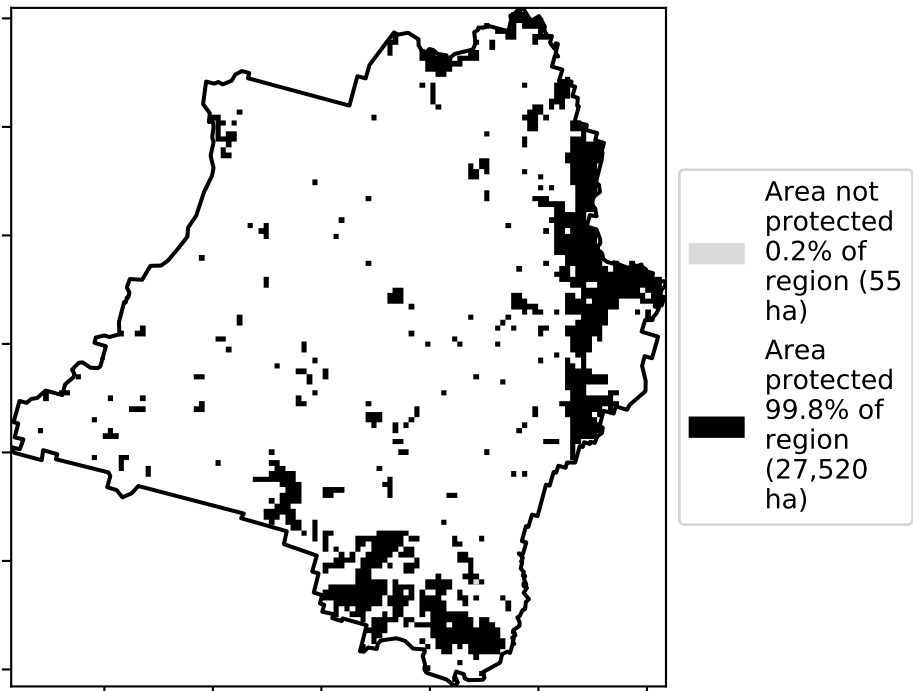 Area not
protected
0.2% of
region (55
ha)
Area
protected
99.8% of
region
(27,520
ha)